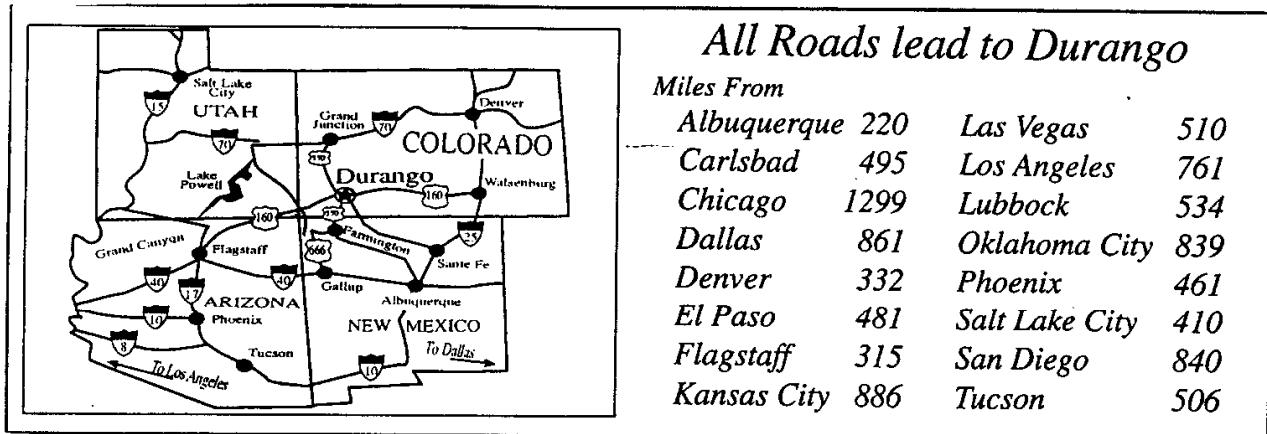 All Roads lead to Durango
Miles From
Albuquerque 220 Las Vegas 510
Carlsbad 495 Los Angeles 761
Chicago 1299 Lubbock 534
Dallas 861 Oklahoma City 839
Denver 332 Phoenix 461
El Paso 481 Salt Lake City 410
Flagstaff 315 San Diego 840
Kansas City 886 Tucson 506
Salt Lake
City
15
UTAH
70
Lake
Powell
Grand
Junction
70
Denver
COLORADO
Durango
160
Walsenburg
160
Grand Canyon
Flagstaff
666
Farmington
25
Sante Fe
40
17
40
Gallup
Albuquerque
ARIZONA
10
Phoenix
NEW MEXICO
8
Tucson
To Dallas
10
To Los Angeles